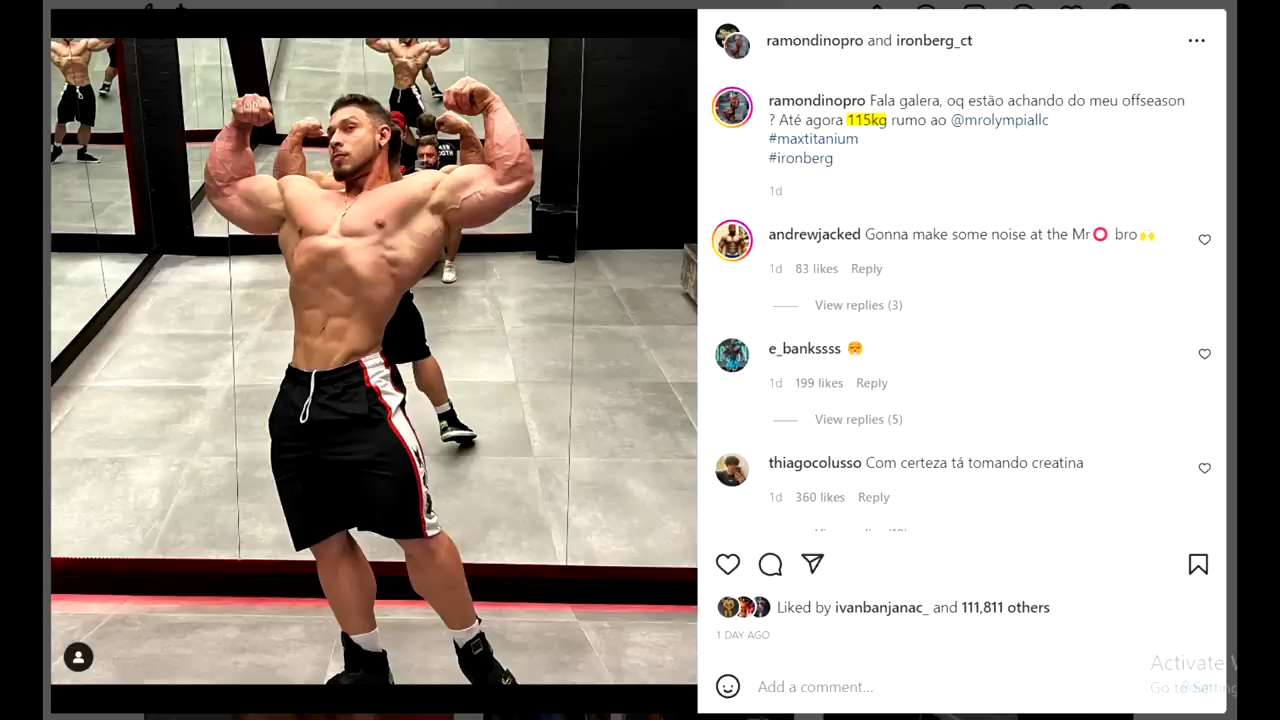 ramondinopro and ironberg_ct
ramondinopro Fala galera, oq estão achando do meu offseason
? Até agora 115kg rumo ao @mrolympiallc
#maxtitanium
#ironberg
1d
andrewjacked Gonna make some noise at the Mr⭕ bro🙌
1d 83 likes Reply
View replies (3)
e_bankssss 😤
1d 199 likes Reply
View replies (5)
thiagocolusso Com certeza tá tomando creatina
1d 360 likes Reply
Liked by ivanbanjanac_ and 111,811 others
1 DAY AGO
Activate
Add a comment...
Go to